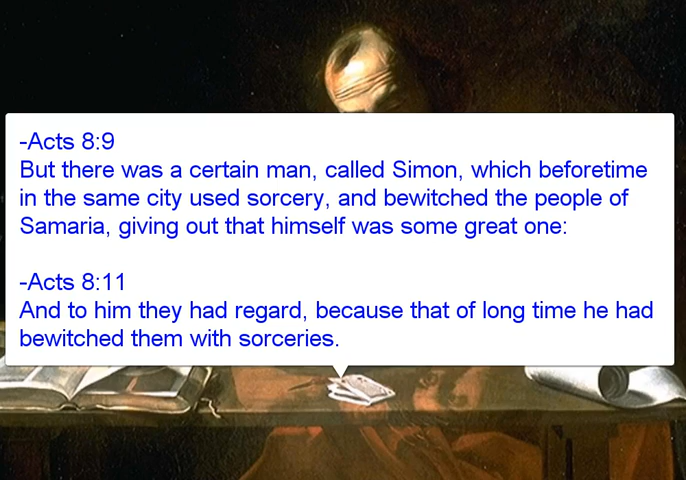 -Acts 8:9
But there was a certain man, called Simon, which beforetime
in the same city used sorcery, and bewitched the people of
Samaria, giving out that himself was some great one:
-Acts 8:11
And to him they had regard, because that of long time he had
bewitched them with sorceries.